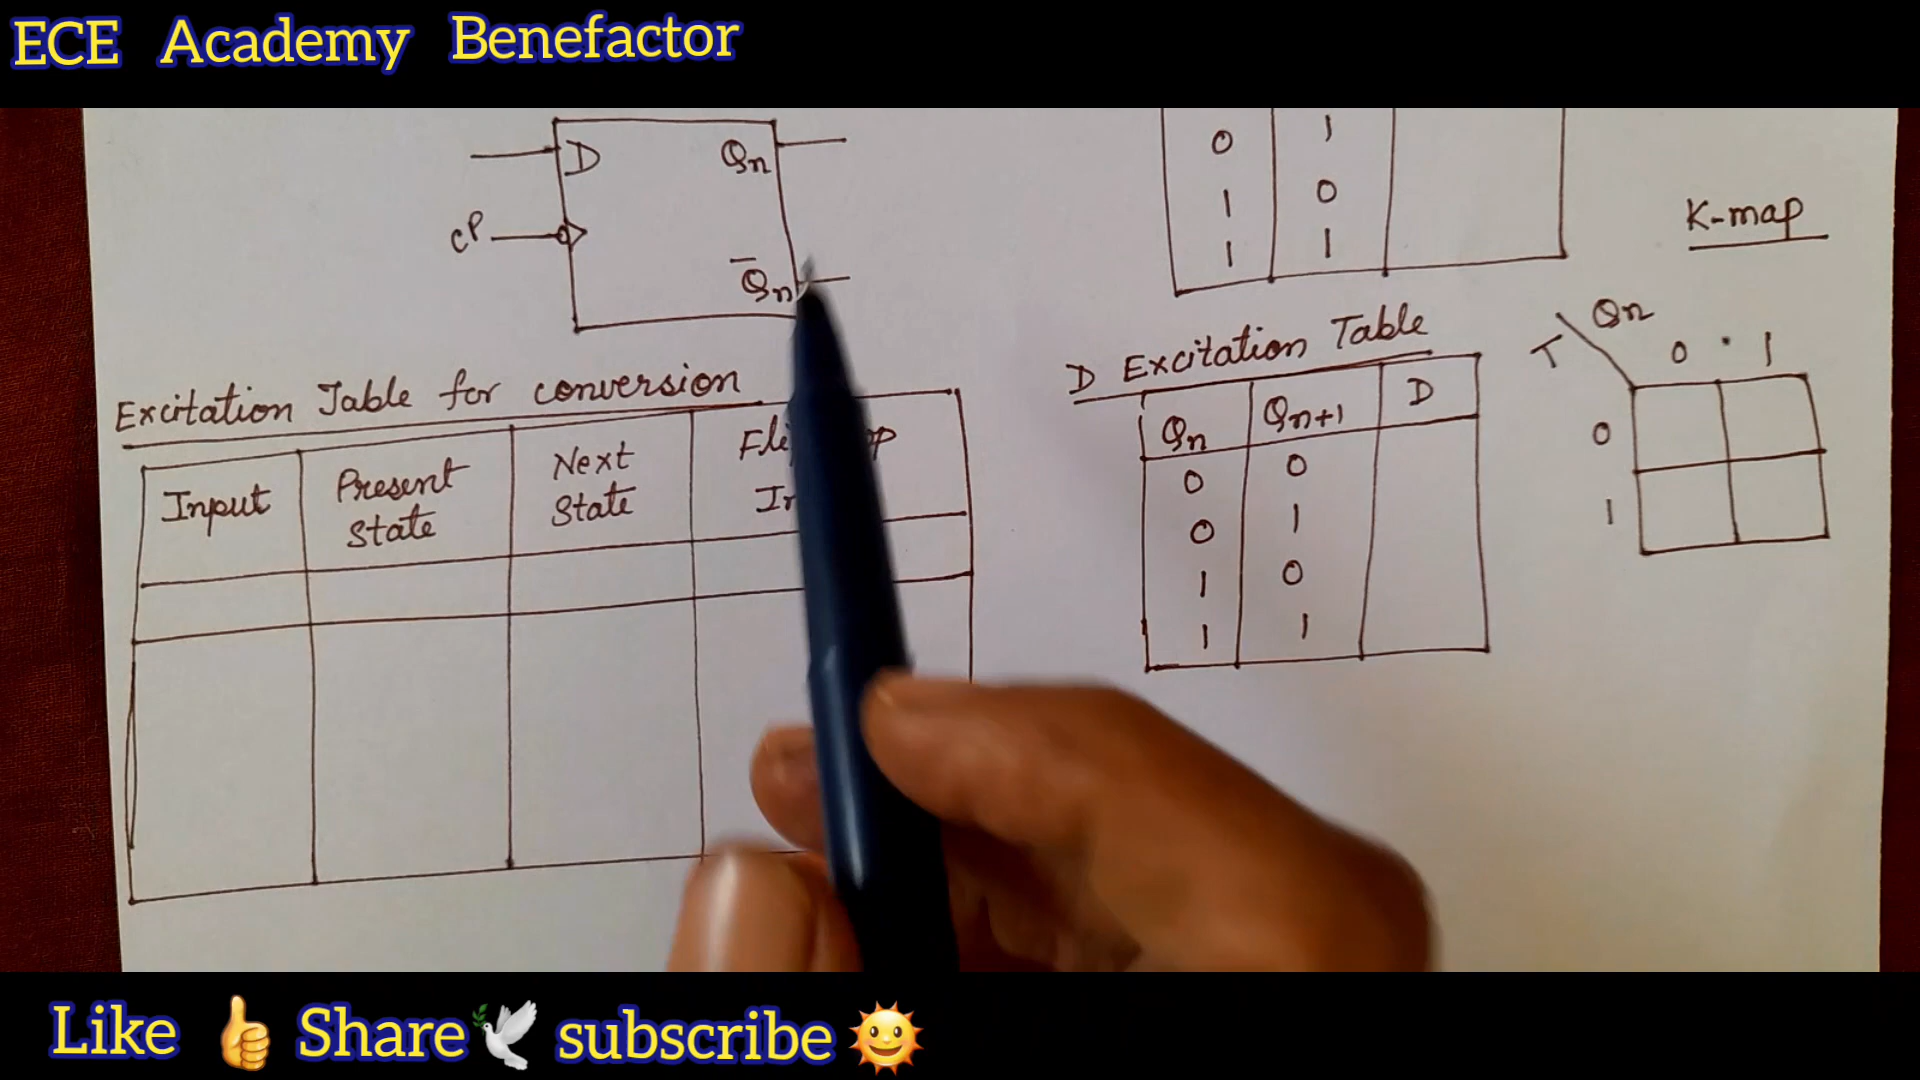 ECE Academy Benefactor
D Qn
CP
Q̅n
0 1
1 0
1 1
K-map
Excitation Table for conversion
Input Present State Next State
D Excitation Table
Qn Qn+1 D
0 0
0 1
1 0
1 1
T Qn
0 1
0
1
Like 👍 Share 🕊 subscribe 🌞